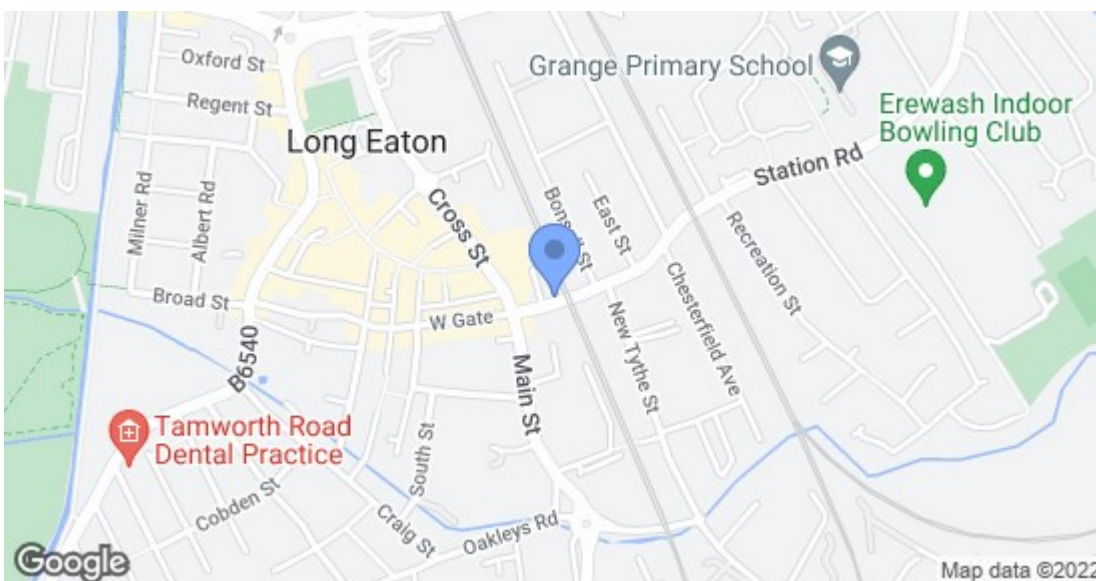 Oxford St
Regent St
Long Eaton
Milner Rd
Albert Rd
Broad St
B6540
Cross St
W Gate
Main St
South St
Tamworth Road
Dental Practice
Cobden St
Craig St
Oakleys Rd
Grange Primary School
Erewash Indoor
Bowling Club
Station Rd
East St
Recreation St
Chesterfield Ave
New Tythe St
Google
Map data ©2022